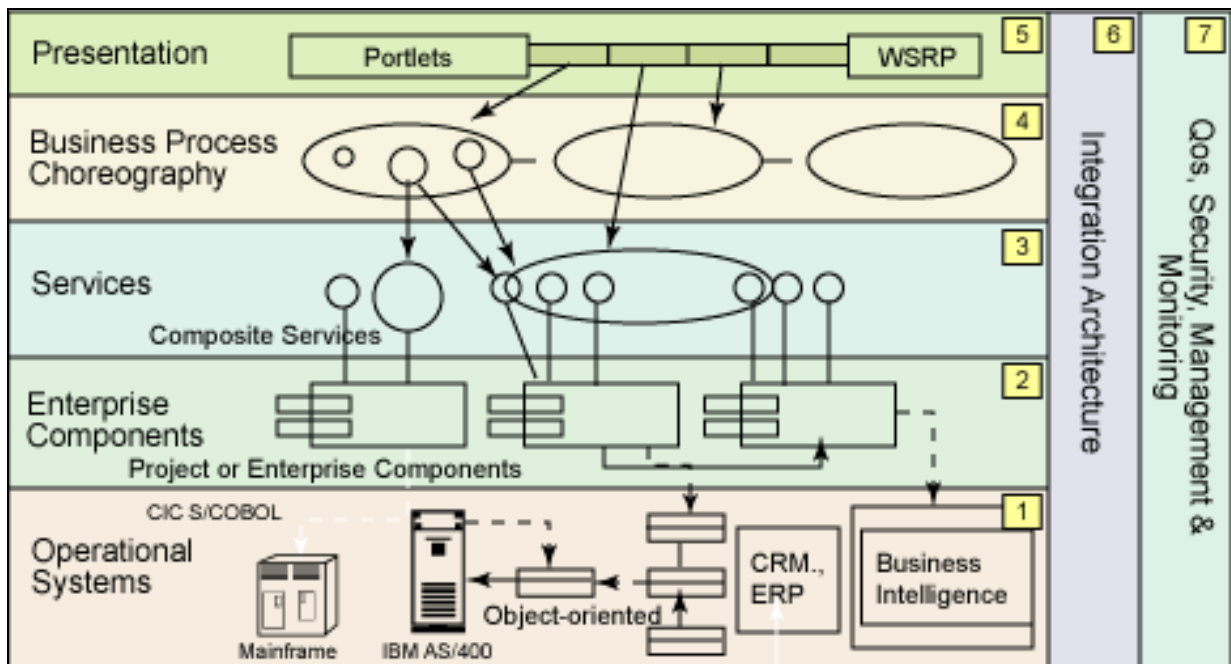 Presentation
Portlets
WSRP
5
Business Process
Choreography
4
Services
Composite Services
3
Enterprise
Components
Project or Enterprise Components
2
CIC S/COBOL
Operational
Systems
Mainframe
IBM AS/400
Object-oriented
CRM.,
ERP
Business
Intelligence
1
6
Integration Architecture
7
Qos, Security, Management &
Monitoring